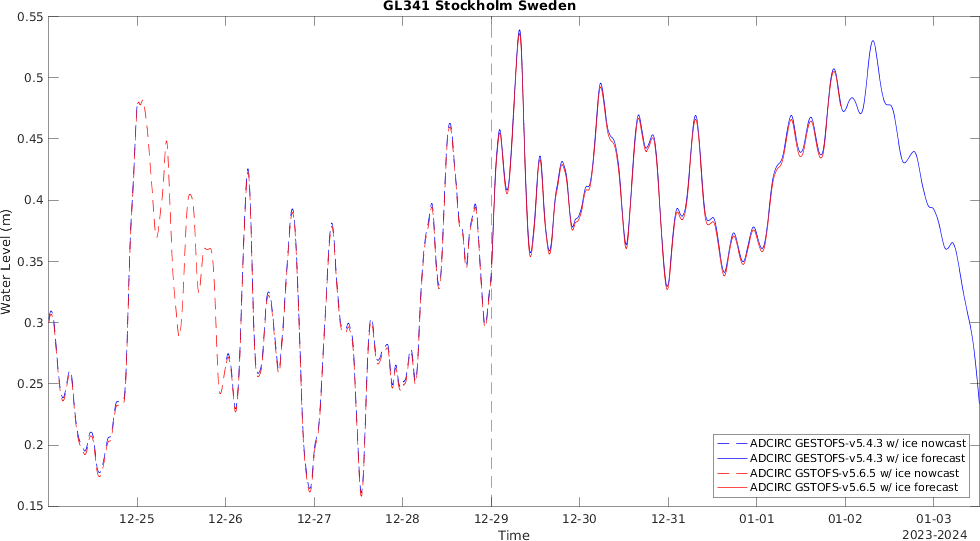 GL341 Stockholm Sweden
Water Level (m)
0.55
0.5
0.45
0.4
0.35
0.3
0.25
0.2
0.15
ADCIRC GESTOFS-v5.4.3 w/ ice nowcast
ADCIRC GESTOFS-v5.4.3 w/ ice forecast
ADCIRC GSTOFS-v5.6.5 w/ ice nowcast
ADCIRC GSTOFS-v5.6.5 w/ ice forecast
12-25 12-26 12-27 12-28 12-29 12-30 12-31 01-01 01-02 01-03
Time
2023-2024